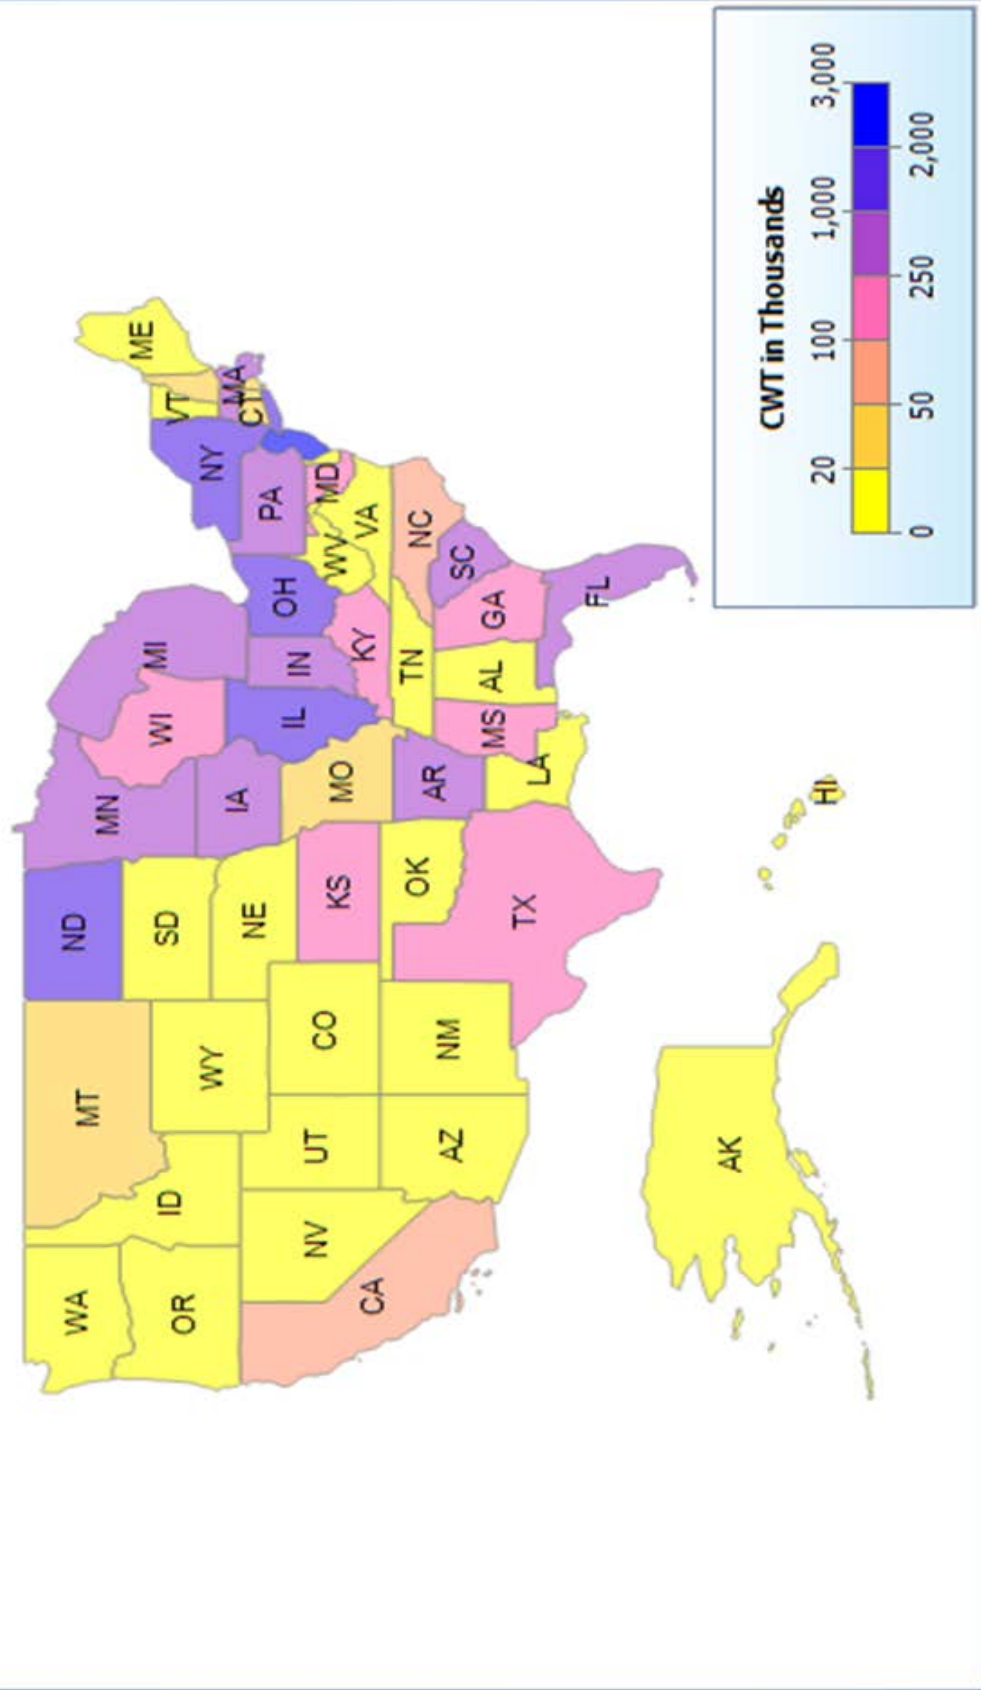 WA
MT
ND
MN
ME
OR
ID
SD
WI
MI
VT
WY
NY
MA
NE
IA
CT
PA
NV
UT
CO
IL
IN
OH
MD
CA
KS
MO
KY
WV
VA
AZ
NM
OK
AR
TN
NC
SC
TX
MS
AL
GA
LA
FL
AK
HI
CWT in Thousands
20 100 1,000 3,000
0 50 250 2,000